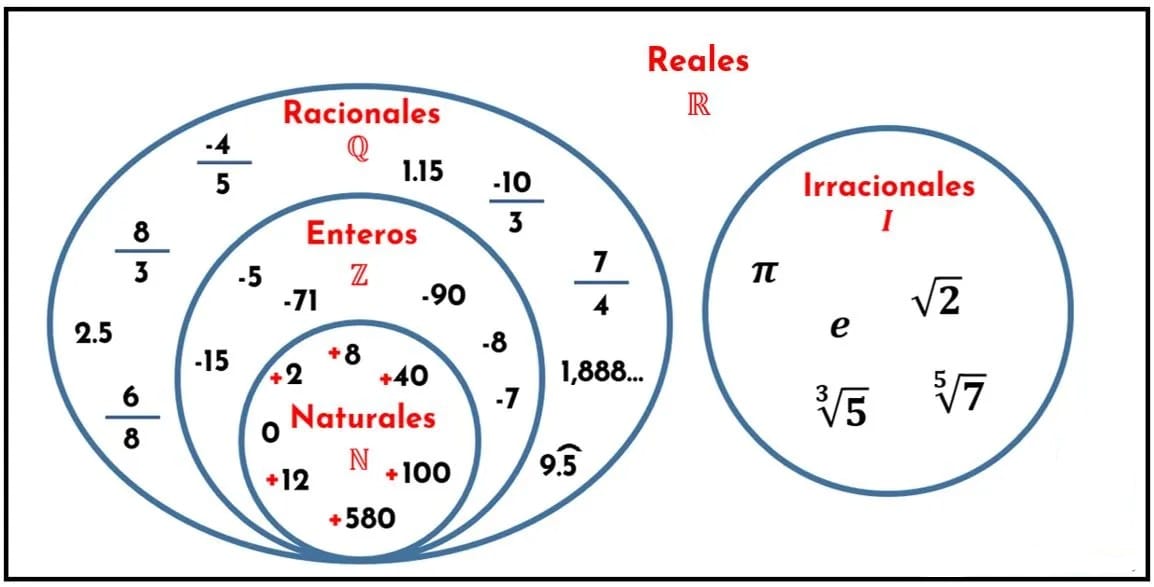 Reales
ℝ
Racionales
ℚ
-4/5
1.15
-10/3
8/3
7/4
2.5
1,888...
6/8
9.5̑
Enteros
ℤ
-5
-71
-90
-15
-8
-7
+8
+2
+40
0 Naturales
ℕ
+12
+100
+580
Irracionales
I
π
e
√2
∛5
⁵√7